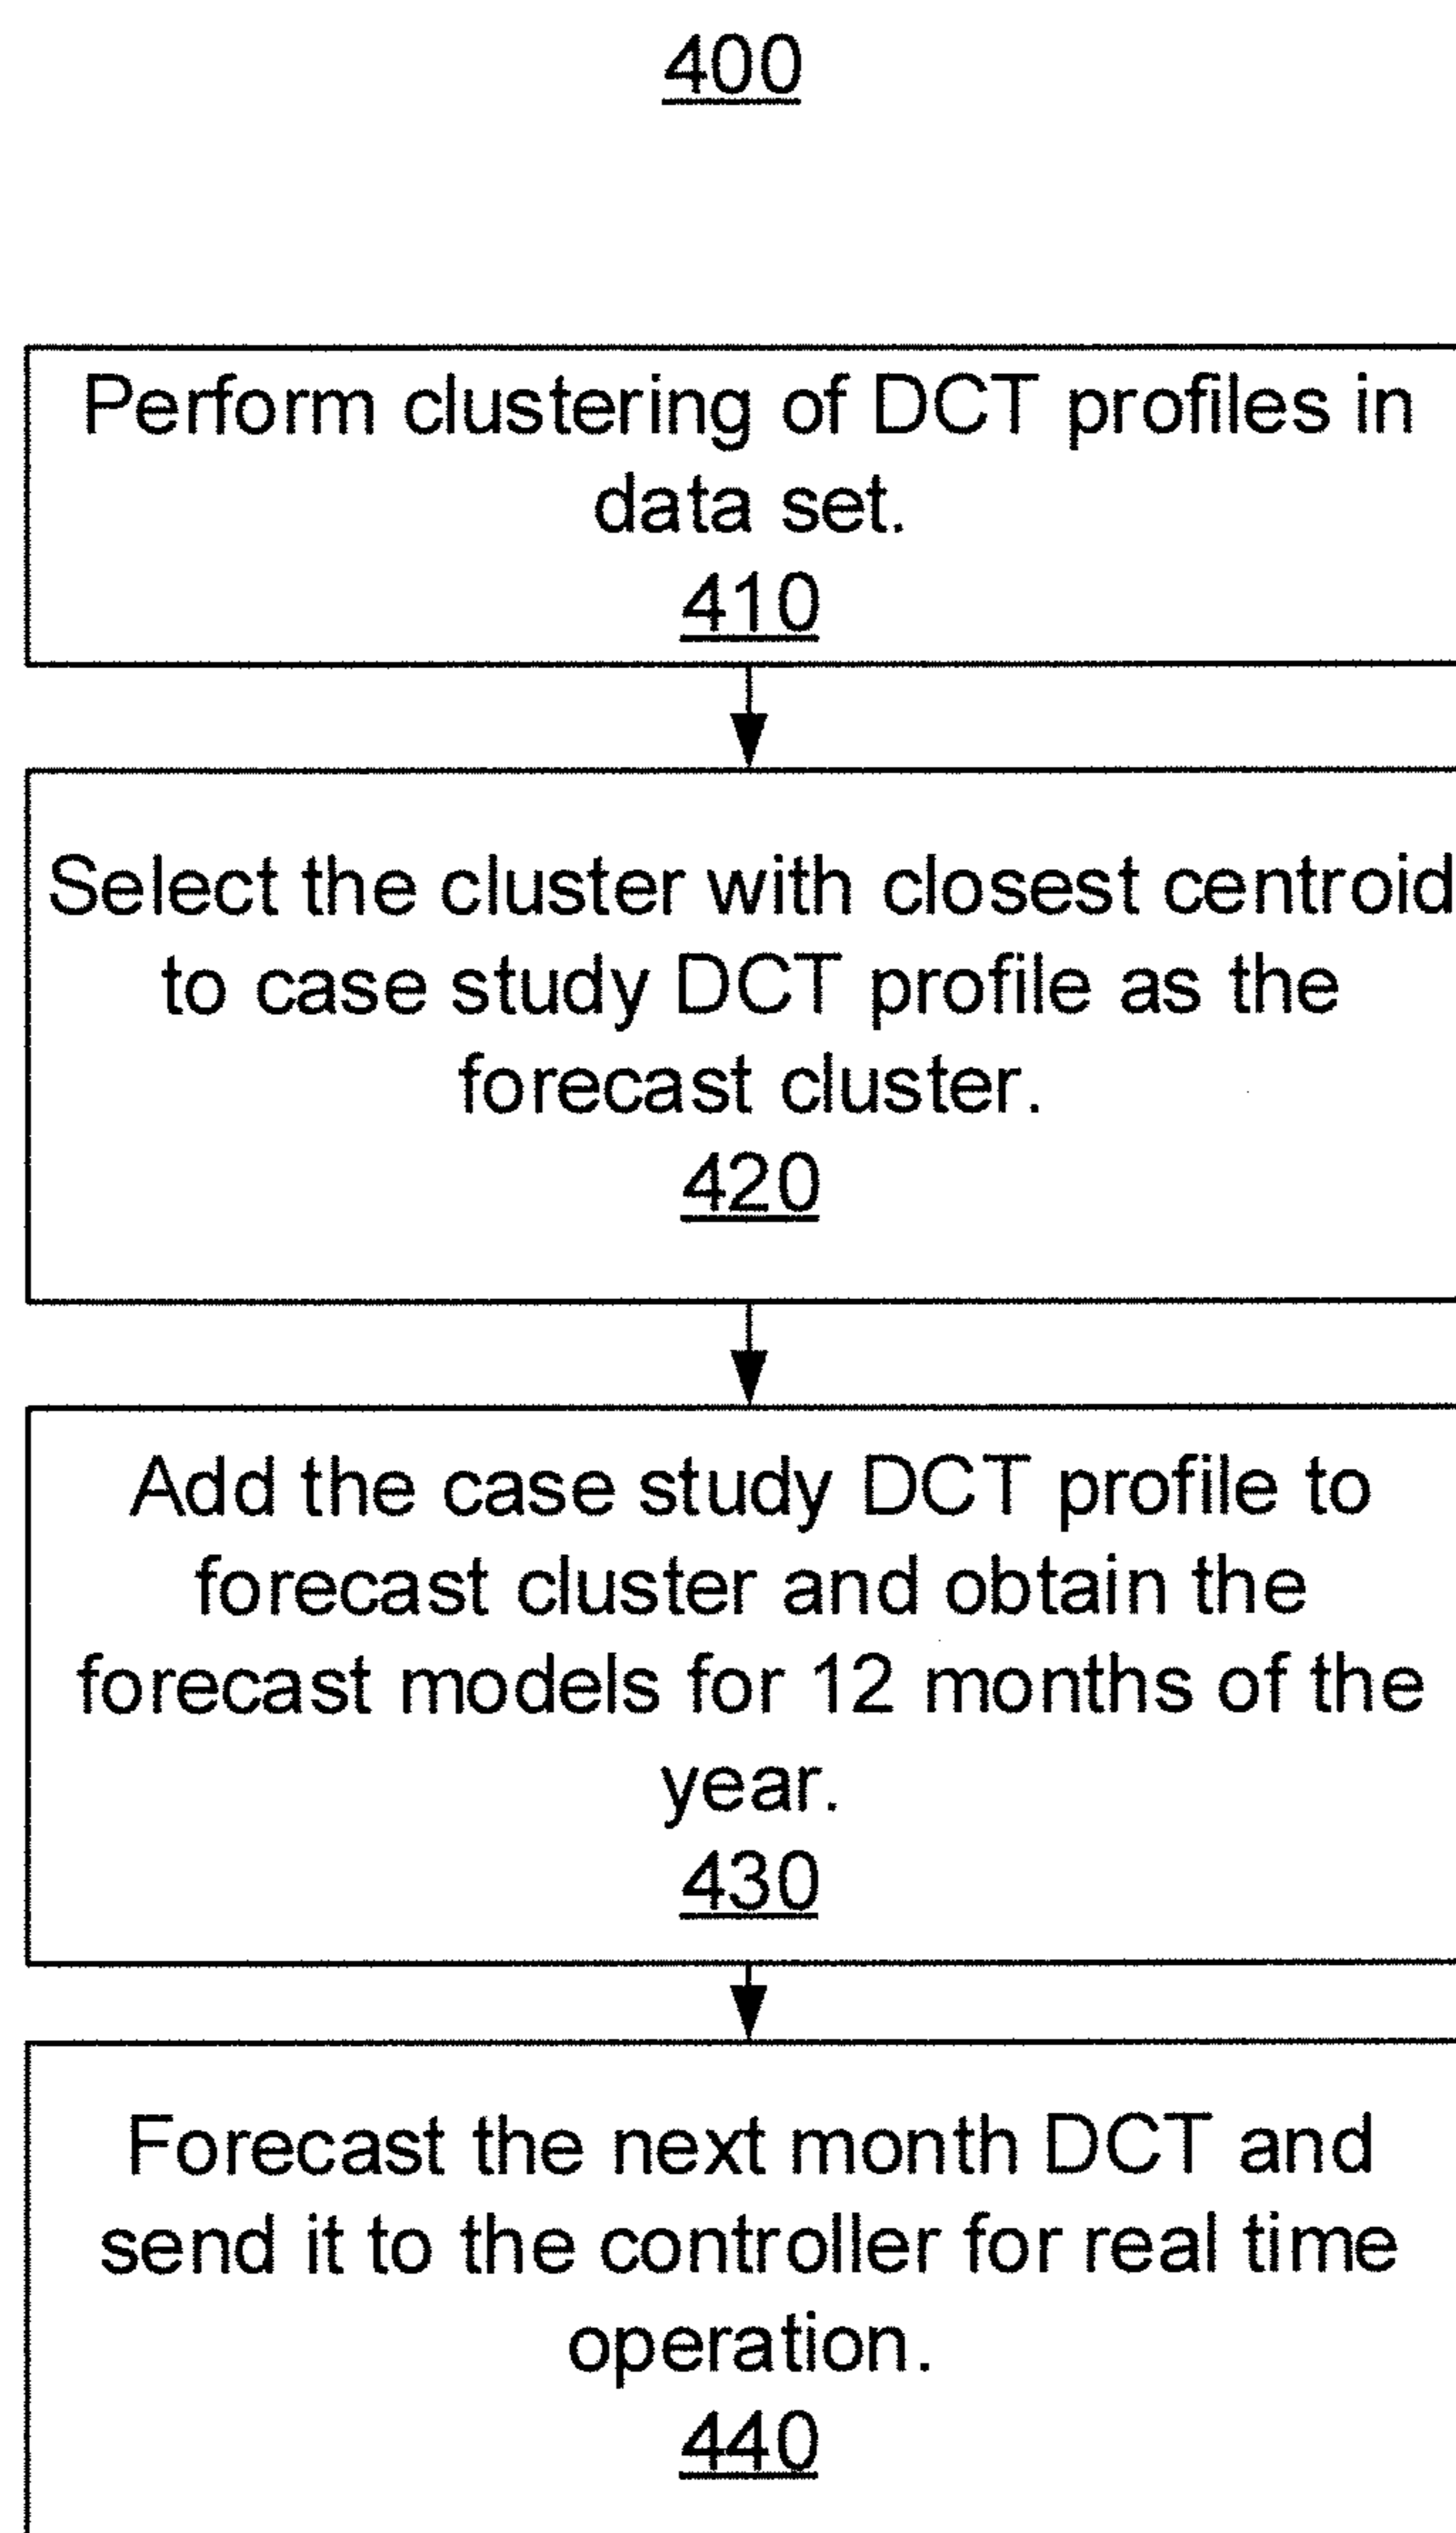 400
Perform clustering of DCT profiles in
data set.
410
Select the cluster with closest centroid
to case study DCT profile as the
forecast cluster.
420
Add the case study DCT profile to
forecast cluster and obtain the
forecast models for 12 months of the
year.
430
Forecast the next month DCT and
send it to the controller for real time
operation.
440